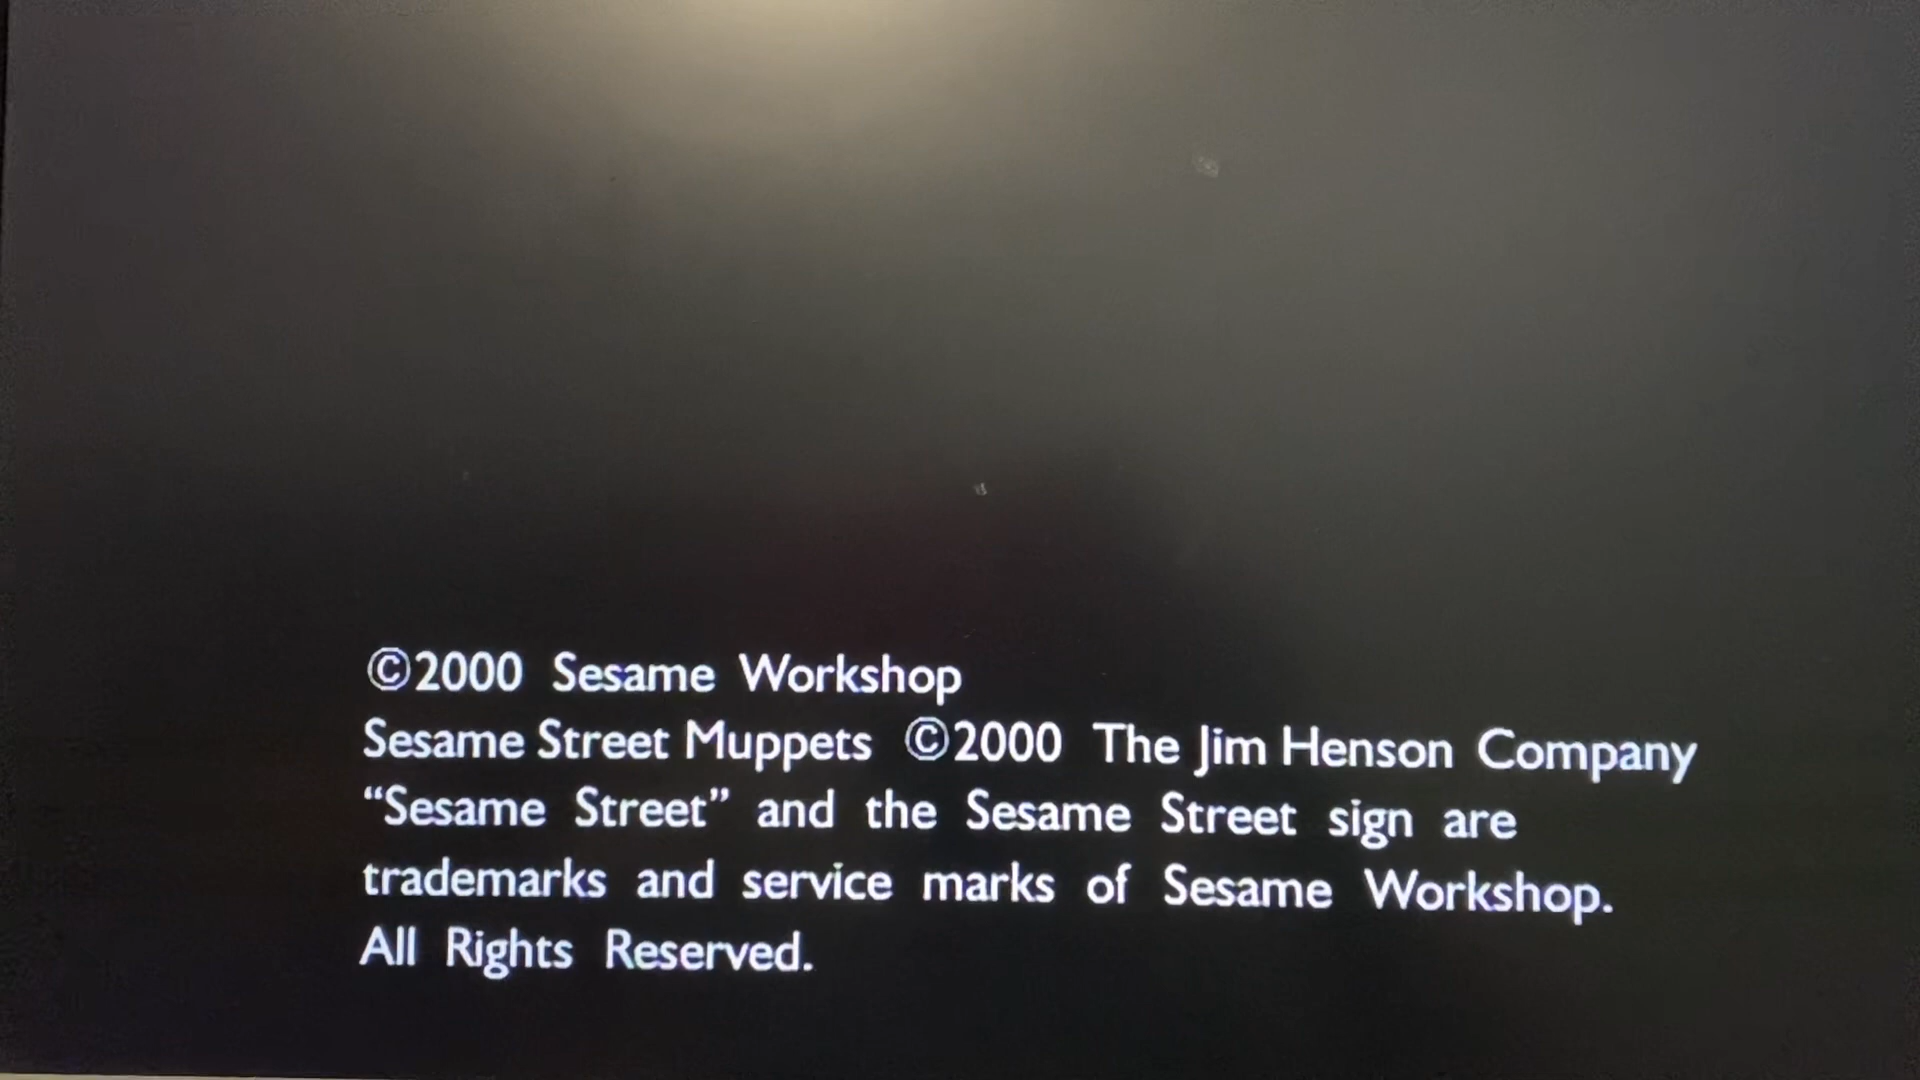 ©2000 Sesame Workshop
Sesame Street Muppets ©2000 The Jim Henson Company
“Sesame Street” and the Sesame Street sign are
trademarks and service marks of Sesame Workshop.
All Rights Reserved.